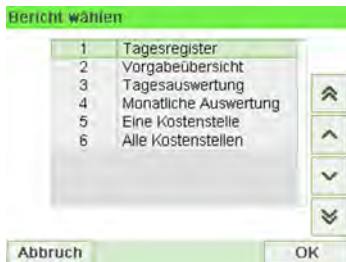 Bericht wählen
1 Tagesregister
2 Vorgabeübersicht
3 Tagesauswertung
4 Monatliche Auswertung
5 Eine Kostenstelle
6 Alle Kostenstellen
Abbruch OK